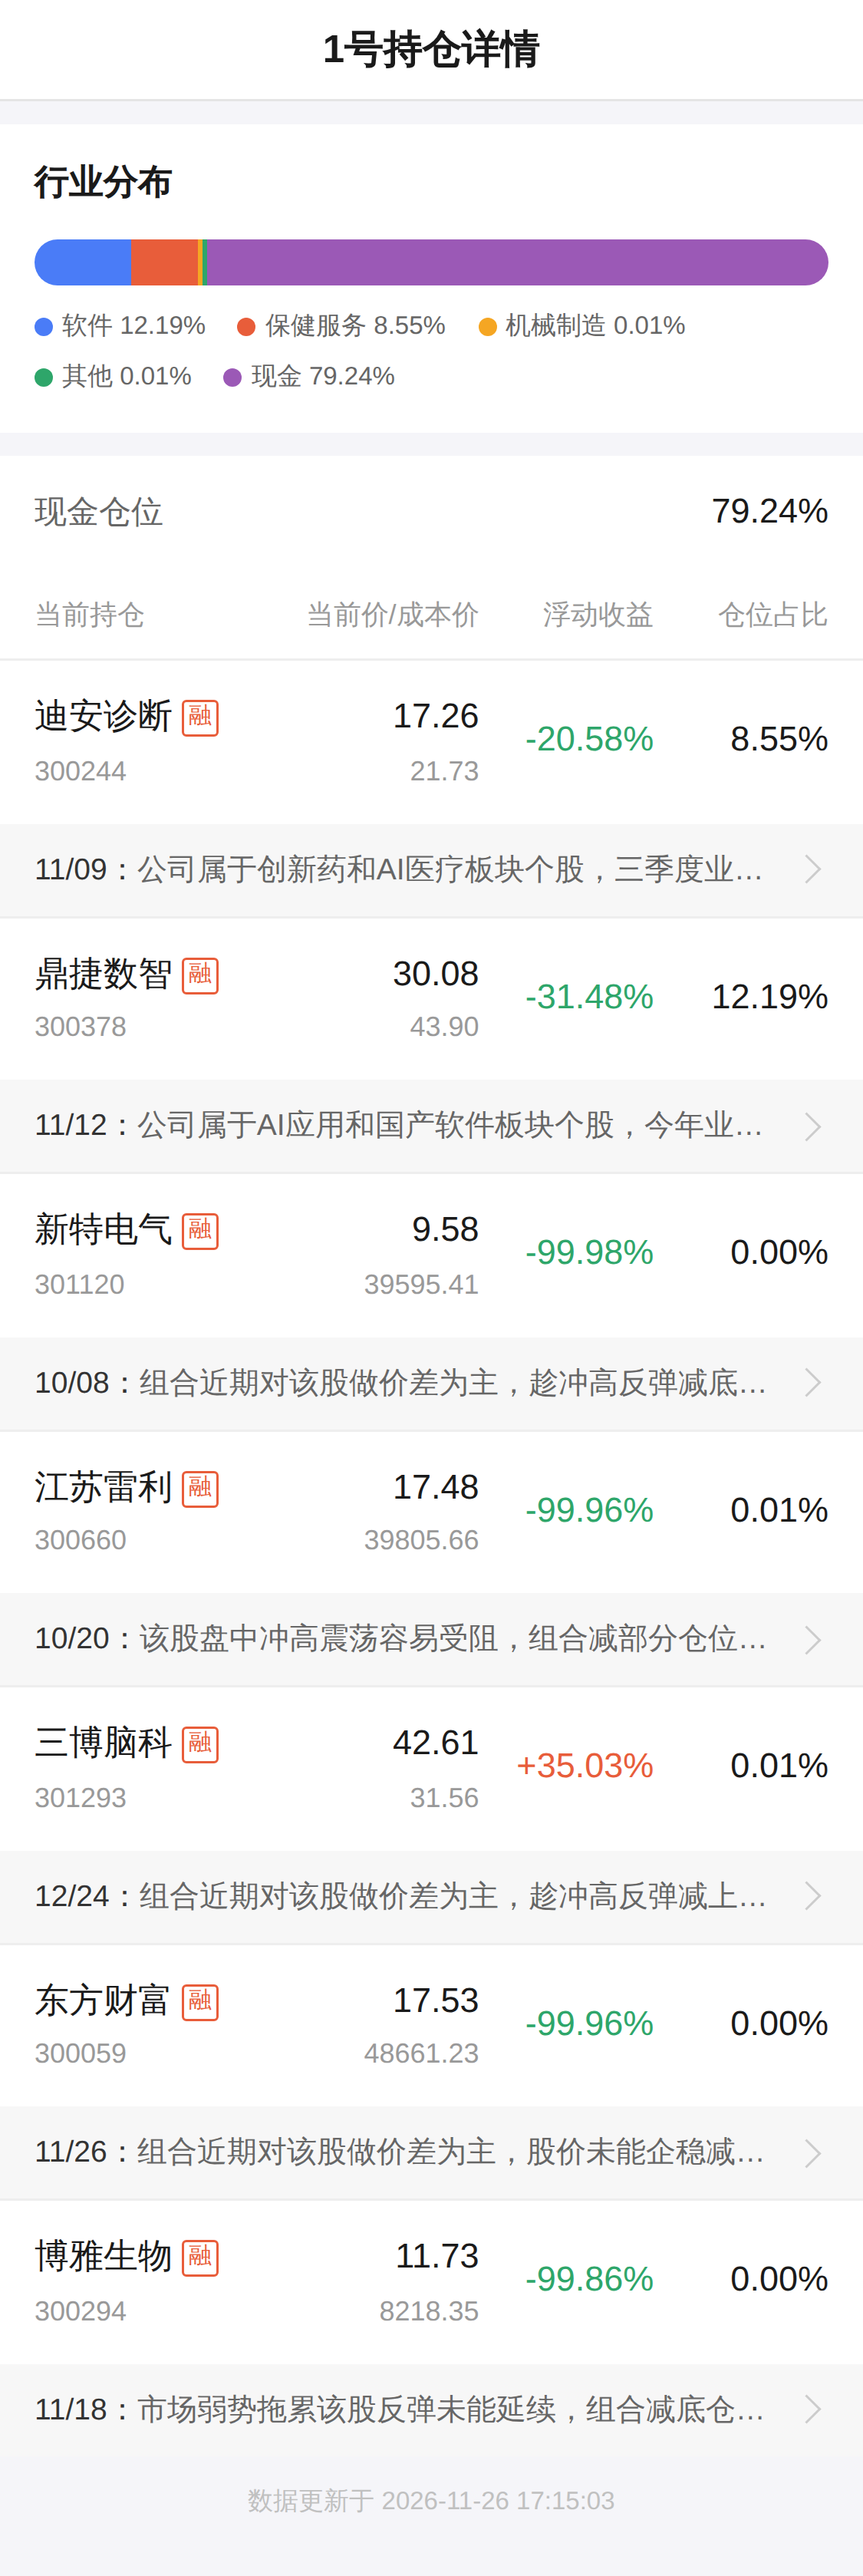 1号持仓详情
行业分布
软件 12.19% 保健服务 8.55% 机械制造 0.01%
其他 0.01% 现金 79.24%
现金仓位 79.24%
当前持仓 当前价/成本价 浮动收益 仓位占比
迪安诊断 融 17.26 -20.58% 8.55%
300244 21.73
11/09：公司属于创新药和AI医疗板块个股，三季度业…
鼎捷数智 融 30.08 -31.48% 12.19%
300378 43.90
11/12：公司属于AI应用和国产软件板块个股，今年业…
新特电气 融 9.58 -99.98% 0.00%
301120 39595.41
10/08：组合近期对该股做价差为主，趁冲高反弹减底…
江苏雷利 融 17.48 -99.96% 0.01%
300660 39805.66
10/20：该股盘中冲高震荡容易受阻，组合减部分仓位…
三博脑科 融 42.61 +35.03% 0.01%
301293 31.56
12/24：组合近期对该股做价差为主，趁冲高反弹减上…
东方财富 融 17.53 -99.96% 0.00%
300059 48661.23
11/26：组合近期对该股做价差为主，股价未能企稳减…
博雅生物 融 11.73 -99.86% 0.00%
300294 8218.35
11/18：市场弱势拖累该股反弹未能延续，组合减底仓…
数据更新于 2026-11-26 17:15:03